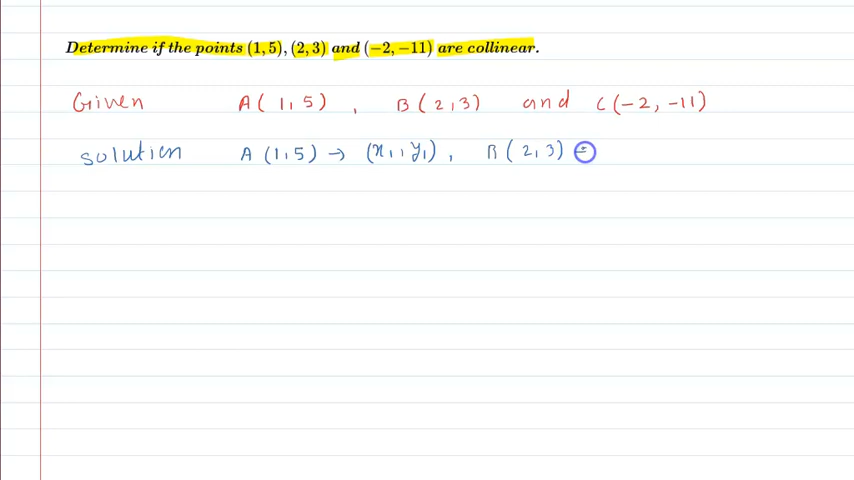 Determine if the points (1, 5), (2, 3) and (−2, −11) are collinear.
Given A(1,5), B(2,3) and C(-2,-11)
solution A(1,5) → (x₁,y₁), B(2,3)